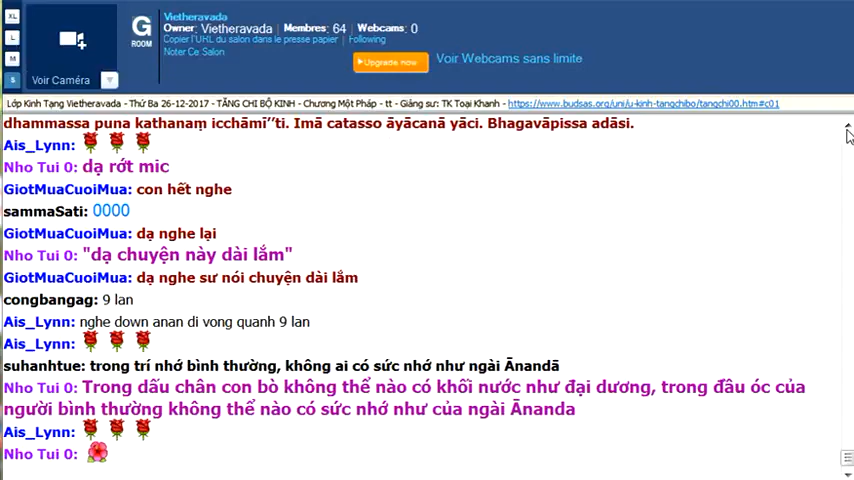 XL
L
M
S
Voir Caméra
G
ROOM
Vietheravada
Owner: Vietheravada Membres: 64 Webcams: 0
Copier l'URL du salon dans le presse papier | Following
Noter Ce Salon
Upgrade now
Voir Webcams sans limite
Lớp Kinh Tạng Vietheravada - Thứ Ba 26-12-2017 - TĂNG CHI BỘ KINH - Chương Một Pháp - tt - Giảng sư: TK Toại Khanh - https://www.budsas.org/uni/u-kinh-tangchibo/tangchi00.htm#c01
dhammassa puna kathanaṃ icchāmī’’ti. Imā catasso āyācanā yāci. Bhagavāpissa adāsi.
Ais_Lynn:
Nho Tui 0: dạ rớt mic
GiotMuaCuoiMua: con hết nghe
sammaSati: 0000
GiotMuaCuoiMua: dạ nghe lại
Nho Tui 0: "dạ chuyện này dài lắm"
GiotMuaCuoiMua: dạ nghe sư nói chuyện dài lắm
congbangag: 9 lan
Ais_Lynn: nghe down anan di vong quanh 9 lan
Ais_Lynn:
suhanhtue: trong trí nhớ bình thường, không ai có sức nhớ như ngài Ānandā
Nho Tui 0: Trong dấu chân con bò không thể nào có khối nước như đại dương, trong đầu óc của
người bình thường không thể nào có sức nhớ như của ngài Ānanda
Ais_Lynn:
Nho Tui 0: